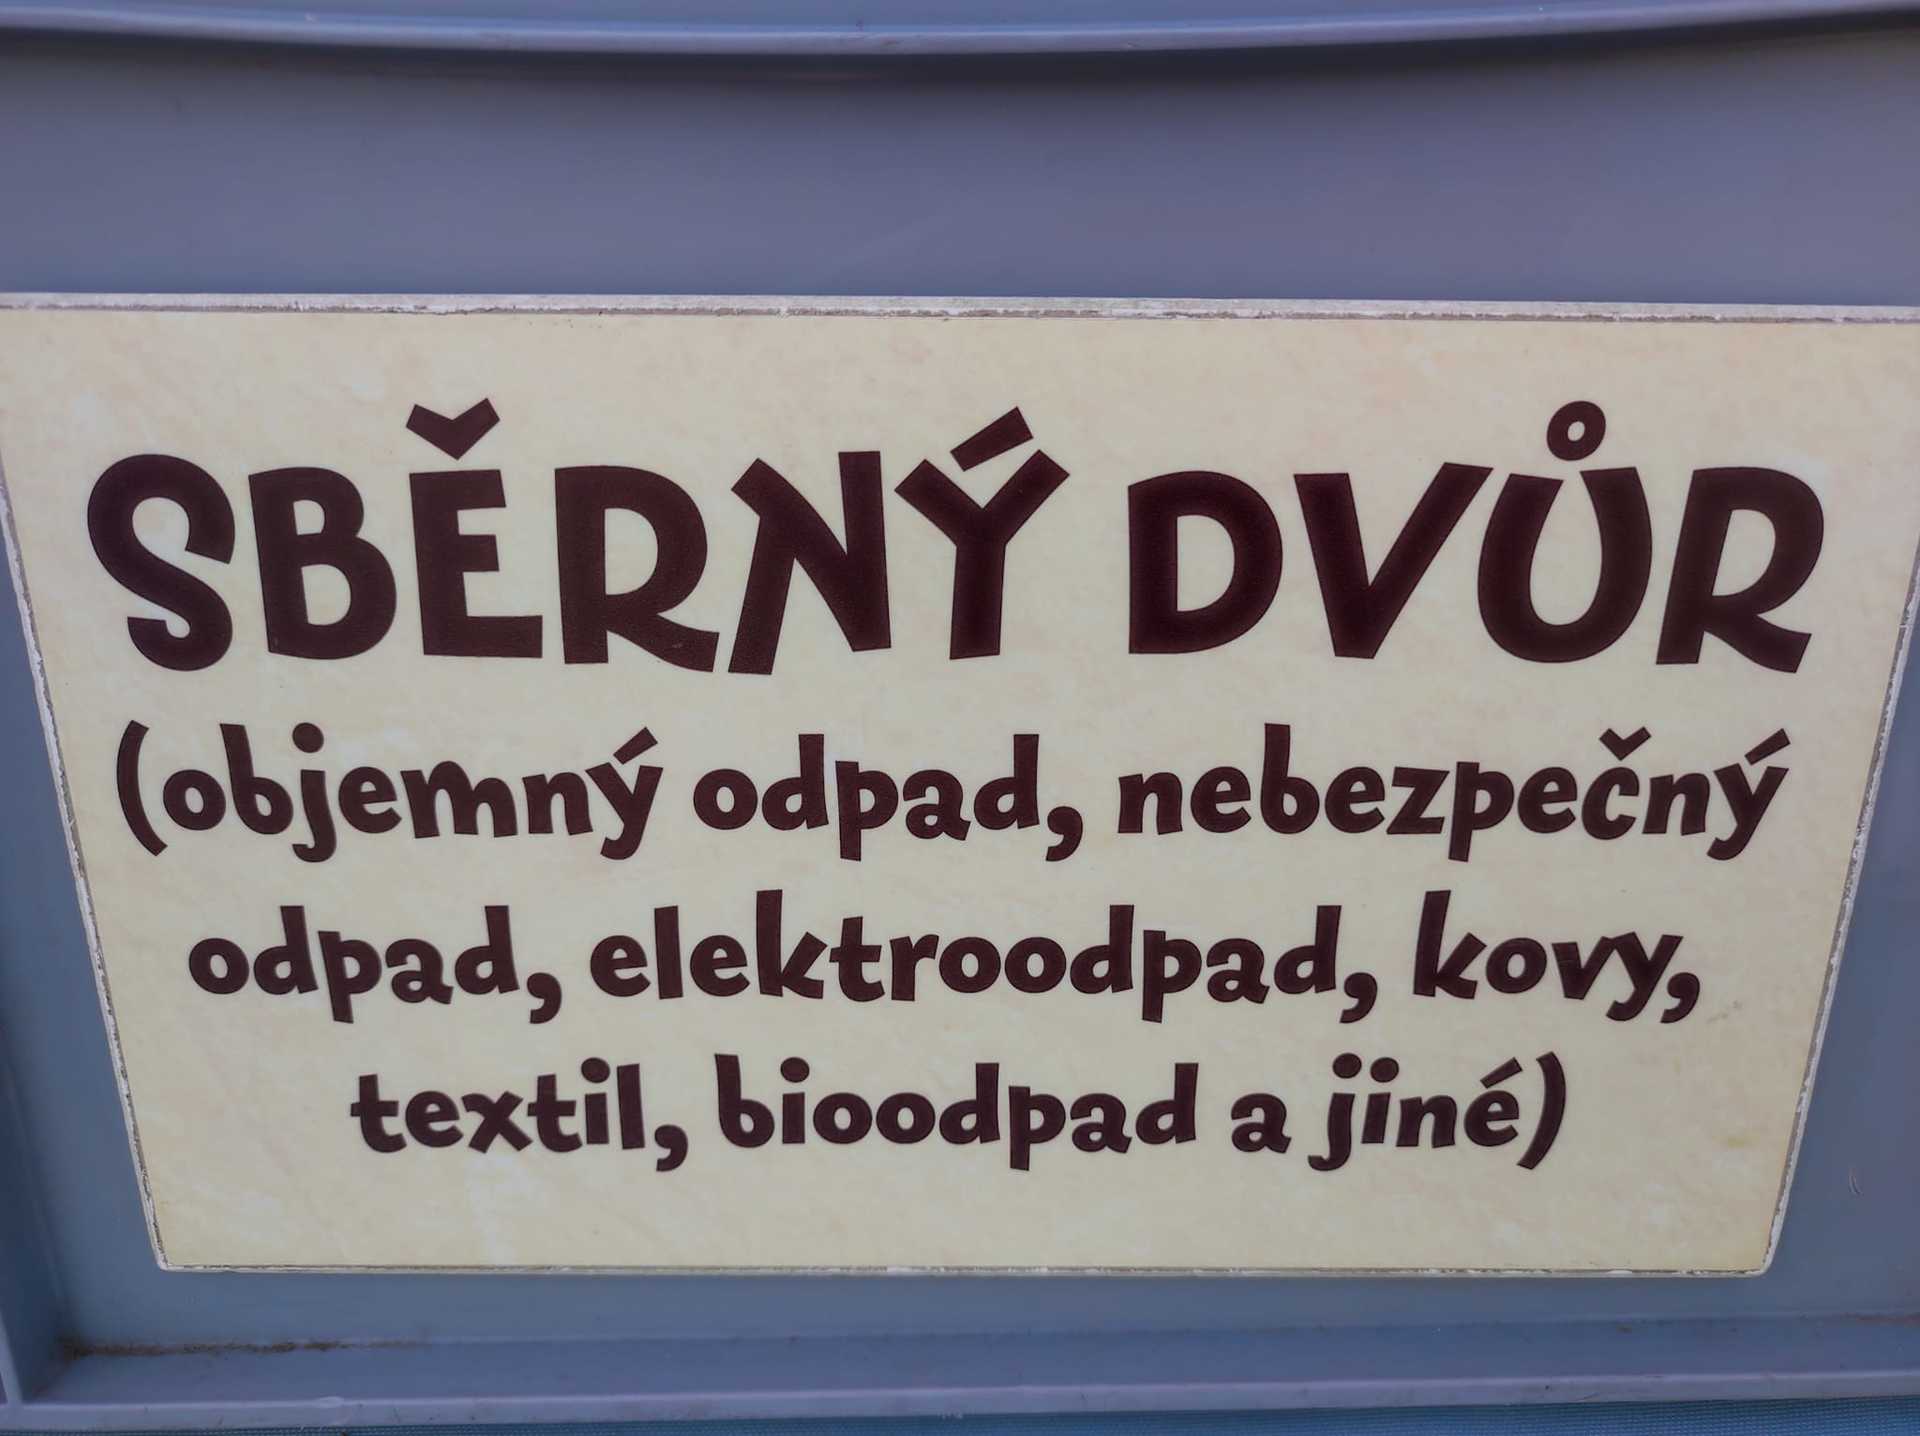 SBĚRNÝ DVŮR
(objemný odpad, nebezpečný
odpad, elektroodpad, kovy,
textil, bioodpad a jiné)